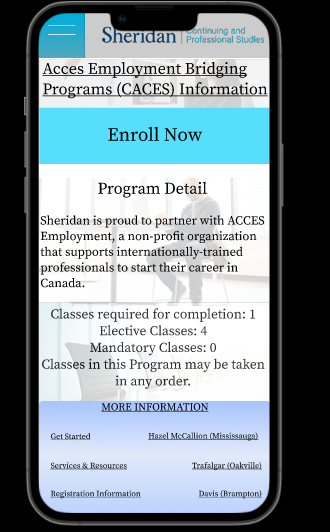 Sheridan | Continuing and
Professional Studies
Acces Employment Bridging
Programs (CACES) Information
Enroll Now
Program Detail
Sheridan is proud to partner with ACCES
Employment, a non-profit organization
that supports internationally-trained
professionals to start their career in
Canada.
Classes required for completion: 1
Elective Classes: 4
Mandatory Classes: 0
Classes in this Program may be taken
in any order.
MORE INFORMATION
Get Started Hazel McCallion (Mississauga)
Services & Resources Trafalgar (Oakville)
Registration Information Davis (Brampton)